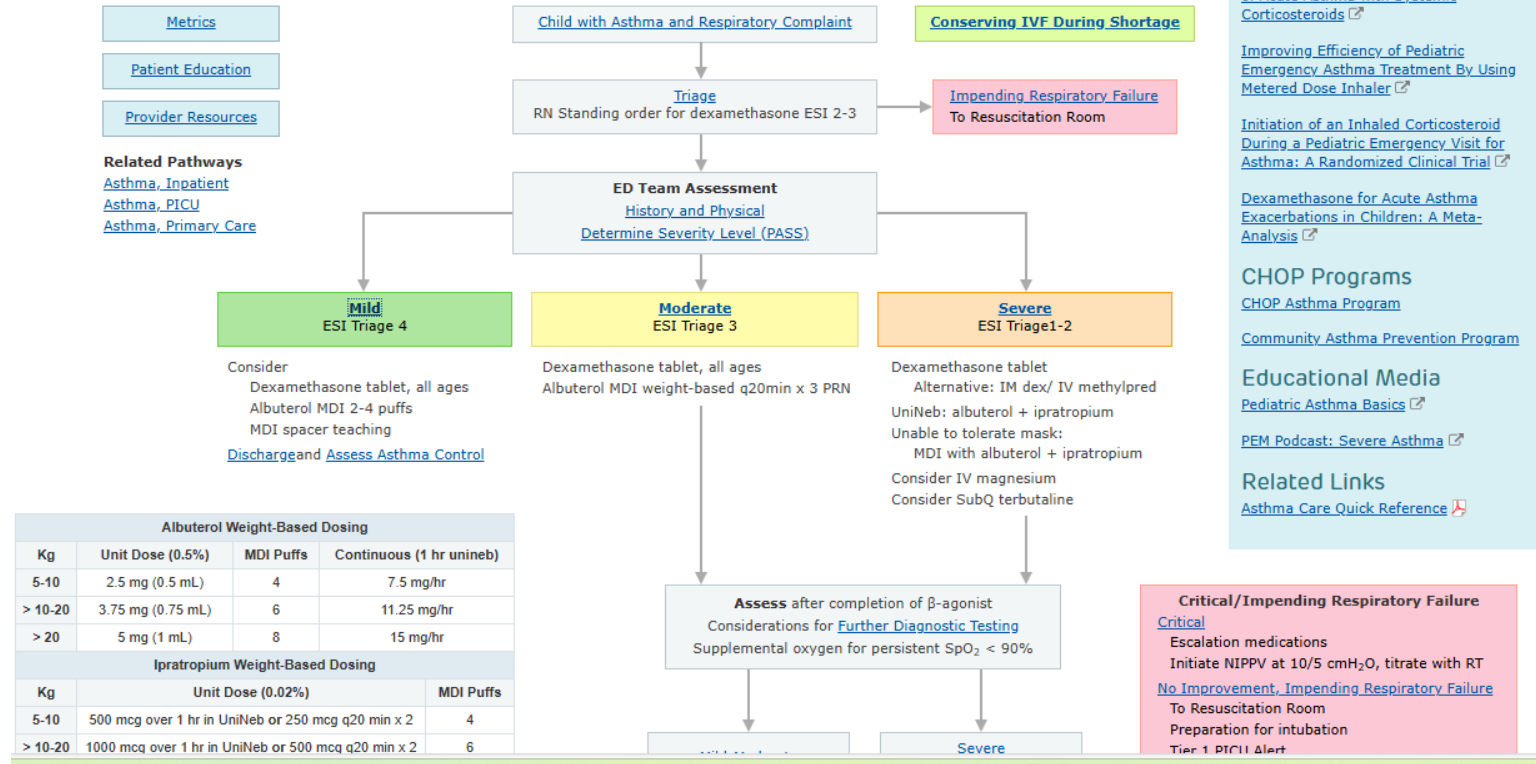 Metrics
Patient Education
Provider Resources
Related Pathways
Asthma, Inpatient
Asthma, PICU
Asthma, Primary Care
Child with Asthma and Respiratory Complaint
Conserving IVF During Shortage
Triage
RN Standing order for dexamethasone ESI 2-3
Impending Respiratory Failure
To Resuscitation Room
ED Team Assessment
History and Physical
Determine Severity Level (PASS)
Mild
ESI Triage 4
Consider
Dexamethasone tablet, all ages
Albuterol MDI 2-4 puffs
MDI spacer teaching
Dischargeand Assess Asthma Control
Moderate
ESI Triage 3
Dexamethasone tablet, all ages
Albuterol MDI weight-based q20min x 3 PRN
Severe
ESI Triage1-2
Dexamethasone tablet
Alternative: IM dex/ IV methylpred
UniNeb: albuterol + ipratropium
Unable to tolerate mask:
MDI with albuterol + ipratropium
Consider IV magnesium
Consider SubQ terbutaline
Albuterol Weight-Based Dosing
Kg Unit Dose (0.5%) MDI Puffs Continuous (1 hr unineb)
5-10 2.5 mg (0.5 mL) 4 7.5 mg/hr
> 10-20 3.75 mg (0.75 mL) 6 11.25 mg/hr
> 20 5 mg (1 mL) 8 15 mg/hr
Ipratropium Weight-Based Dosing
Kg Unit Dose (0.02%) MDI Puffs
5-10 500 mcg over 1 hr in UniNeb or 250 mcg q20 min x 2 4
> 10-20 1000 mcg over 1 hr in UniNeb or 500 mcg q20 min x 2 6
Assess after completion of β-agonist
Considerations for Further Diagnostic Testing
Supplemental oxygen for persistent SpO₂ < 90%
Severe
Critical/Impending Respiratory Failure
Critical
Escalation medications
Initiate NIPPV at 10/5 cmH₂O, titrate with RT
No Improvement, Impending Respiratory Failure
To Resuscitation Room
Preparation for intubation
Tier 1 PICU Alert
Corticosteroids
Improving Efficiency of Pediatric
Emergency Asthma Treatment By Using
Metered Dose Inhaler
Initiation of an Inhaled Corticosteroid
During a Pediatric Emergency Visit for
Asthma: A Randomized Clinical Trial
Dexamethasone for Acute Asthma
Exacerbations in Children: A Meta-
Analysis
CHOP Programs
CHOP Asthma Program
Community Asthma Prevention Program
Educational Media
Pediatric Asthma Basics
PEM Podcast: Severe Asthma
Related Links
Asthma Care Quick Reference